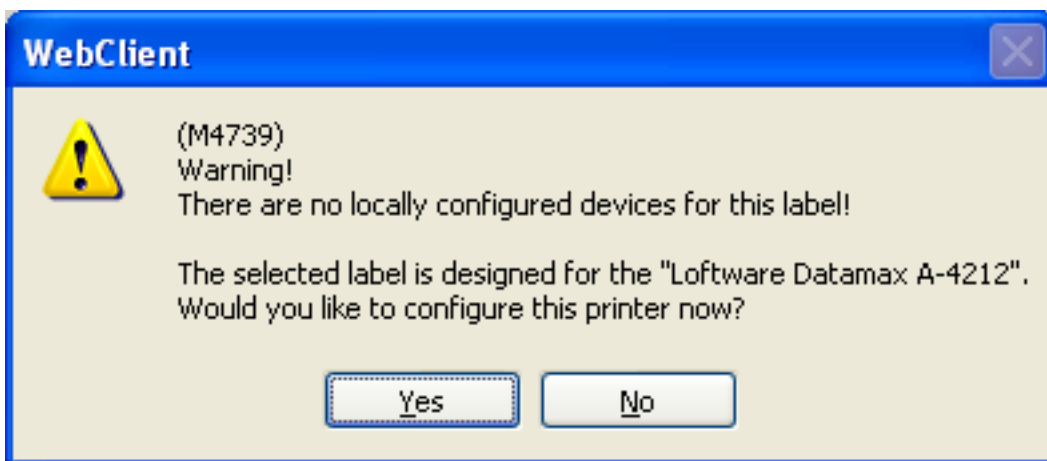 WebClient
(M4739)
Warning!
There are no locally configured devices for this label!
The selected label is designed for the "Loftware Datamax A-4212".
Would you like to configure this printer now?
Yes
No